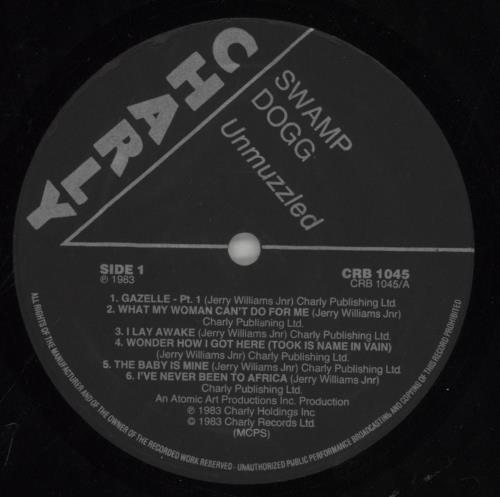 CHARLY
SWAMP
DOGG
Unmuzzled
SIDE 1
℗ 1983
CRB 1045
CRB 1045/A
1. GAZELLE - Pt. 1 (Jerry Williams Jnr) Charly Publishing Ltd.
2. WHAT MY WOMAN CAN'T DO FOR ME (Jerry Williams Jnr)
Charly Publishing Ltd.
3. I LAY AWAKE (Jerry Williams Jnr) Charly Publishing Ltd.
4. WONDER HOW I GOT HERE (TOOK IS NAME IN VAIN)
(Jerry Williams Jnr) Charly Publishing Ltd.
5. THE BABY IS MINE (Jerry Williams Jnr) Charly Publishing Ltd.
6. I'VE NEVER BEEN TO AFRICA (Jerry Williams Jnr)
Charly Publishing Ltd.
An Atomic Art Productions Inc. Production
℗ 1983 Charly Holdings Inc
© 1983 Charly Records Ltd.
(MCPS)
ALL RIGHTS OF THE MANUFACTURER AND OF THE OWNER OF THE RECORDED WORK RESERVED - UNAUTHORIZED PUBLIC PERFORMANCE BROADCASTING AND COPYING OF THIS RECORD PROHIBITED